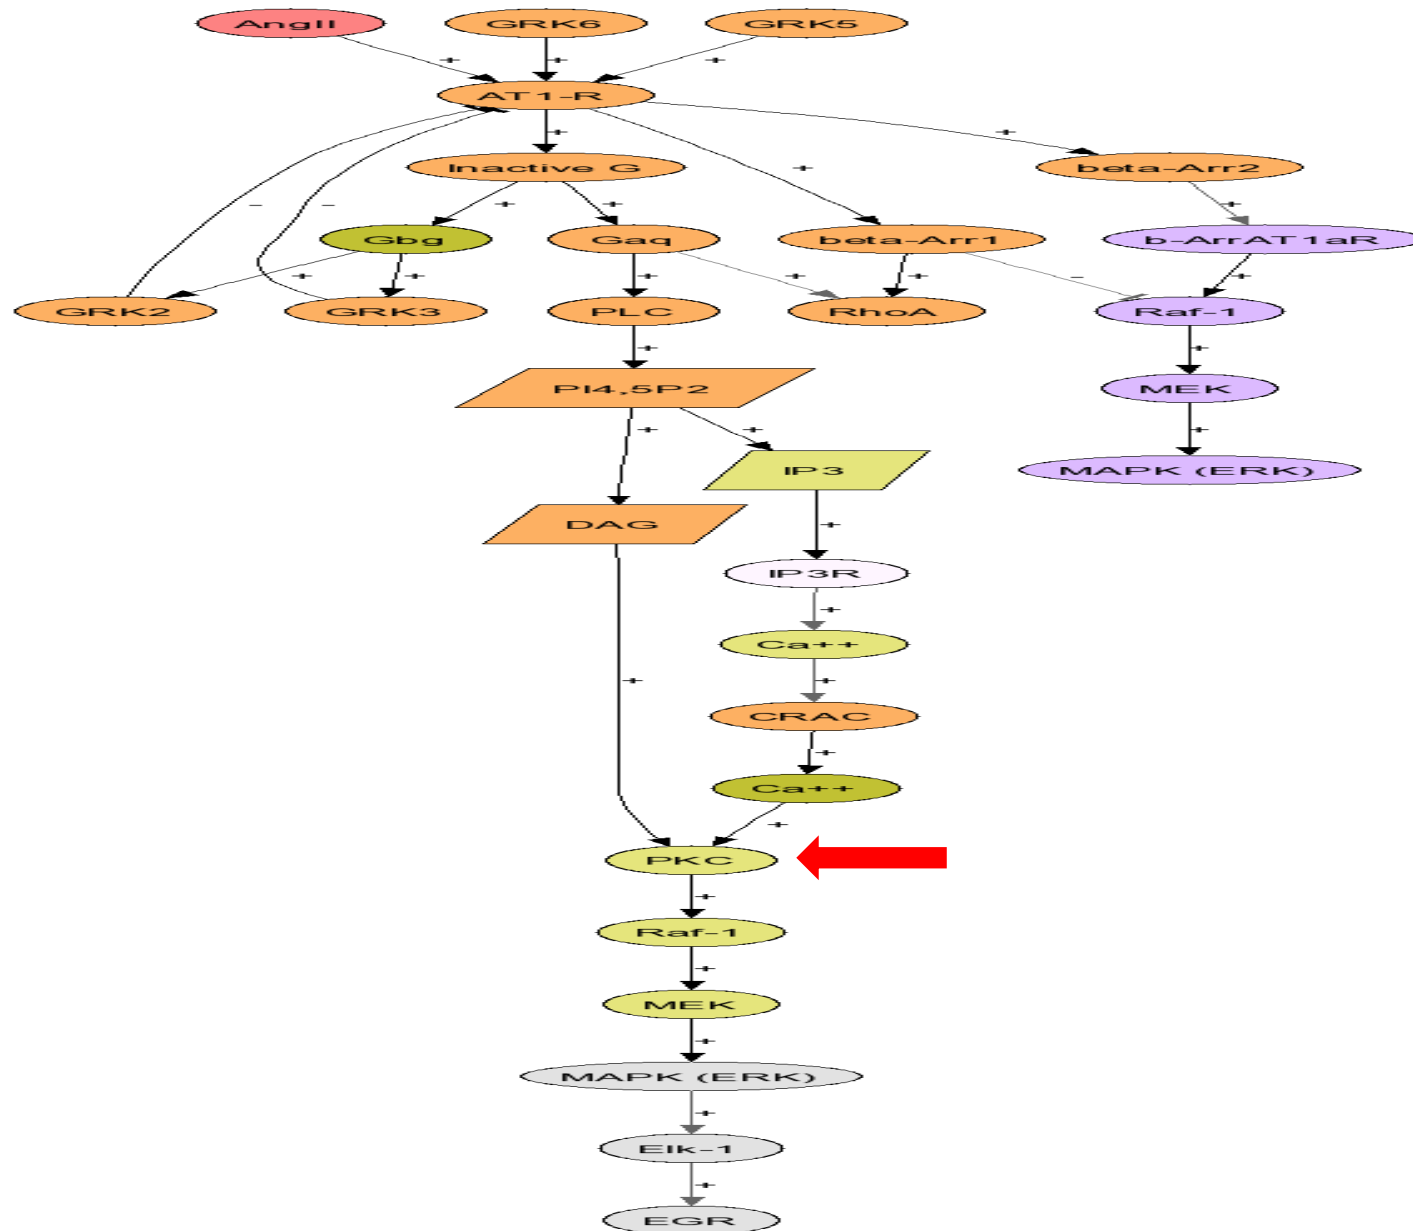 AngII GRK6 GRK5
+ + +
AT1-R
+ + +
Inactive G beta-Arr2
- - + + +
Gbg Gaq beta-Arr1 b-ArrAT1aR
+ + + + + - +
GRK2 GRK3 PLC RhoA Raf-1
+ +
PI4,5P2 MEK
+ + +
IP3 MAPK (ERK)
DAG +
IP3R
+
Ca++
+ +
CRAC
+
Ca++
+
PKC
+
Raf-1
+
MEK
+
MAPK (ERK)
+
Elk-1
+
EGR